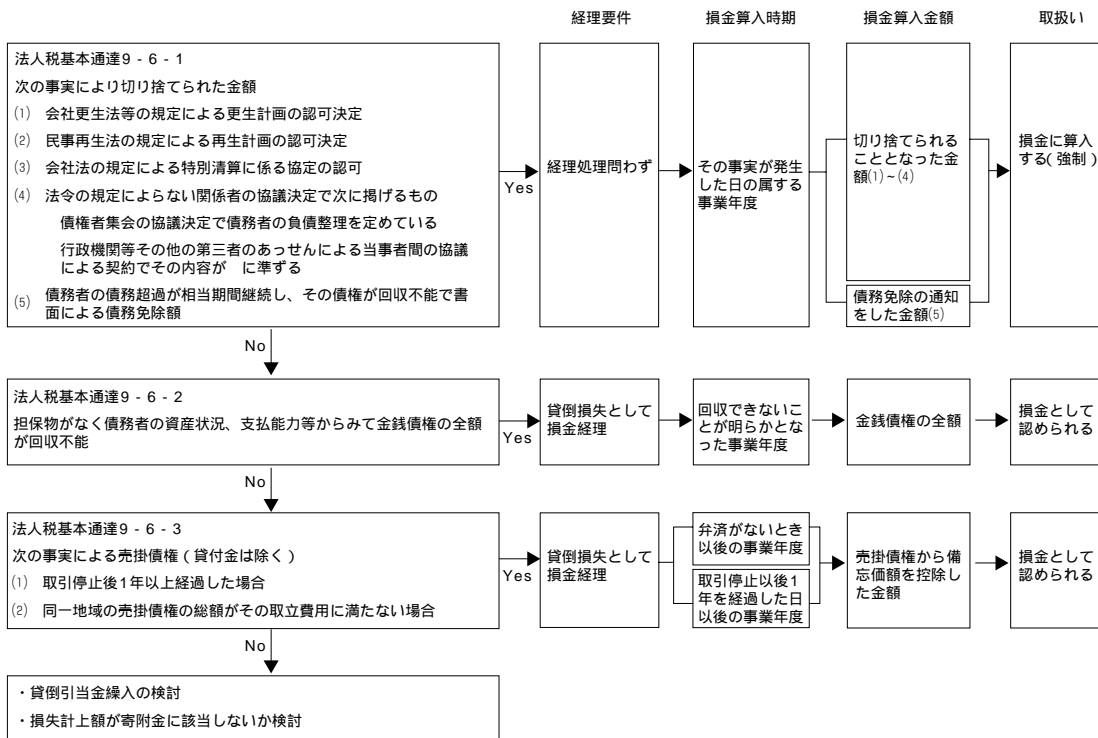 経理要件
損金算入時期
損金算入金額
取扱い
法人税基本通達9-6-1
次の事実により切り捨てられた金額
⑴ 会社更生法等の規定による更生計画の認可決定
⑵ 民事再生法の規定による再生計画の認可決定
⑶ 会社法の規定による特別清算に係る協定の認可
⑷ 法令の規定によらない関係者の協議決定で次に掲げるもの
債権者集会の協議決定で債務者の負債整理を定めている
行政機関等その他の第三者のあっせんによる当事者間の協議
による契約でその内容が に準ずる
⑸ 債務者の債務超過が相当期間継続し、その債権が回収不能で書
面による債務免除額
Yes
経理処理問わず
その事実が発生
した日の属する
事業年度
切り捨てられる
こととなった金
額⑴~⑷
債務免除の通知
をした金額⑸
損金に算入
する(強制)
No
法人税基本通達9-6-2
担保物がなく債務者の資産状況、支払能力等からみて金銭債権の全額
が回収不能
Yes
貸倒損失として
損金経理
回収できないこ
とが明らかとな
った事業年度
金銭債権の全額
損金として
認められる
No
法人税基本通達9-6-3
次の事実による売掛債権(貸付金は除く)
⑴ 取引停止後1年以上経過した場合
⑵ 同一地域の売掛債権の総額がその取立費用に満たない場合
Yes
貸倒損失として
損金経理
弁済がないとき
以後の事業年度
取引停止以後1
年を経過した日
以後の事業年度
売掛債権から備
忘価額を控除し
た金額
損金として
認められる
No
・貸倒引当金繰入の検討
・損失計上額が寄附金に該当しないか検討